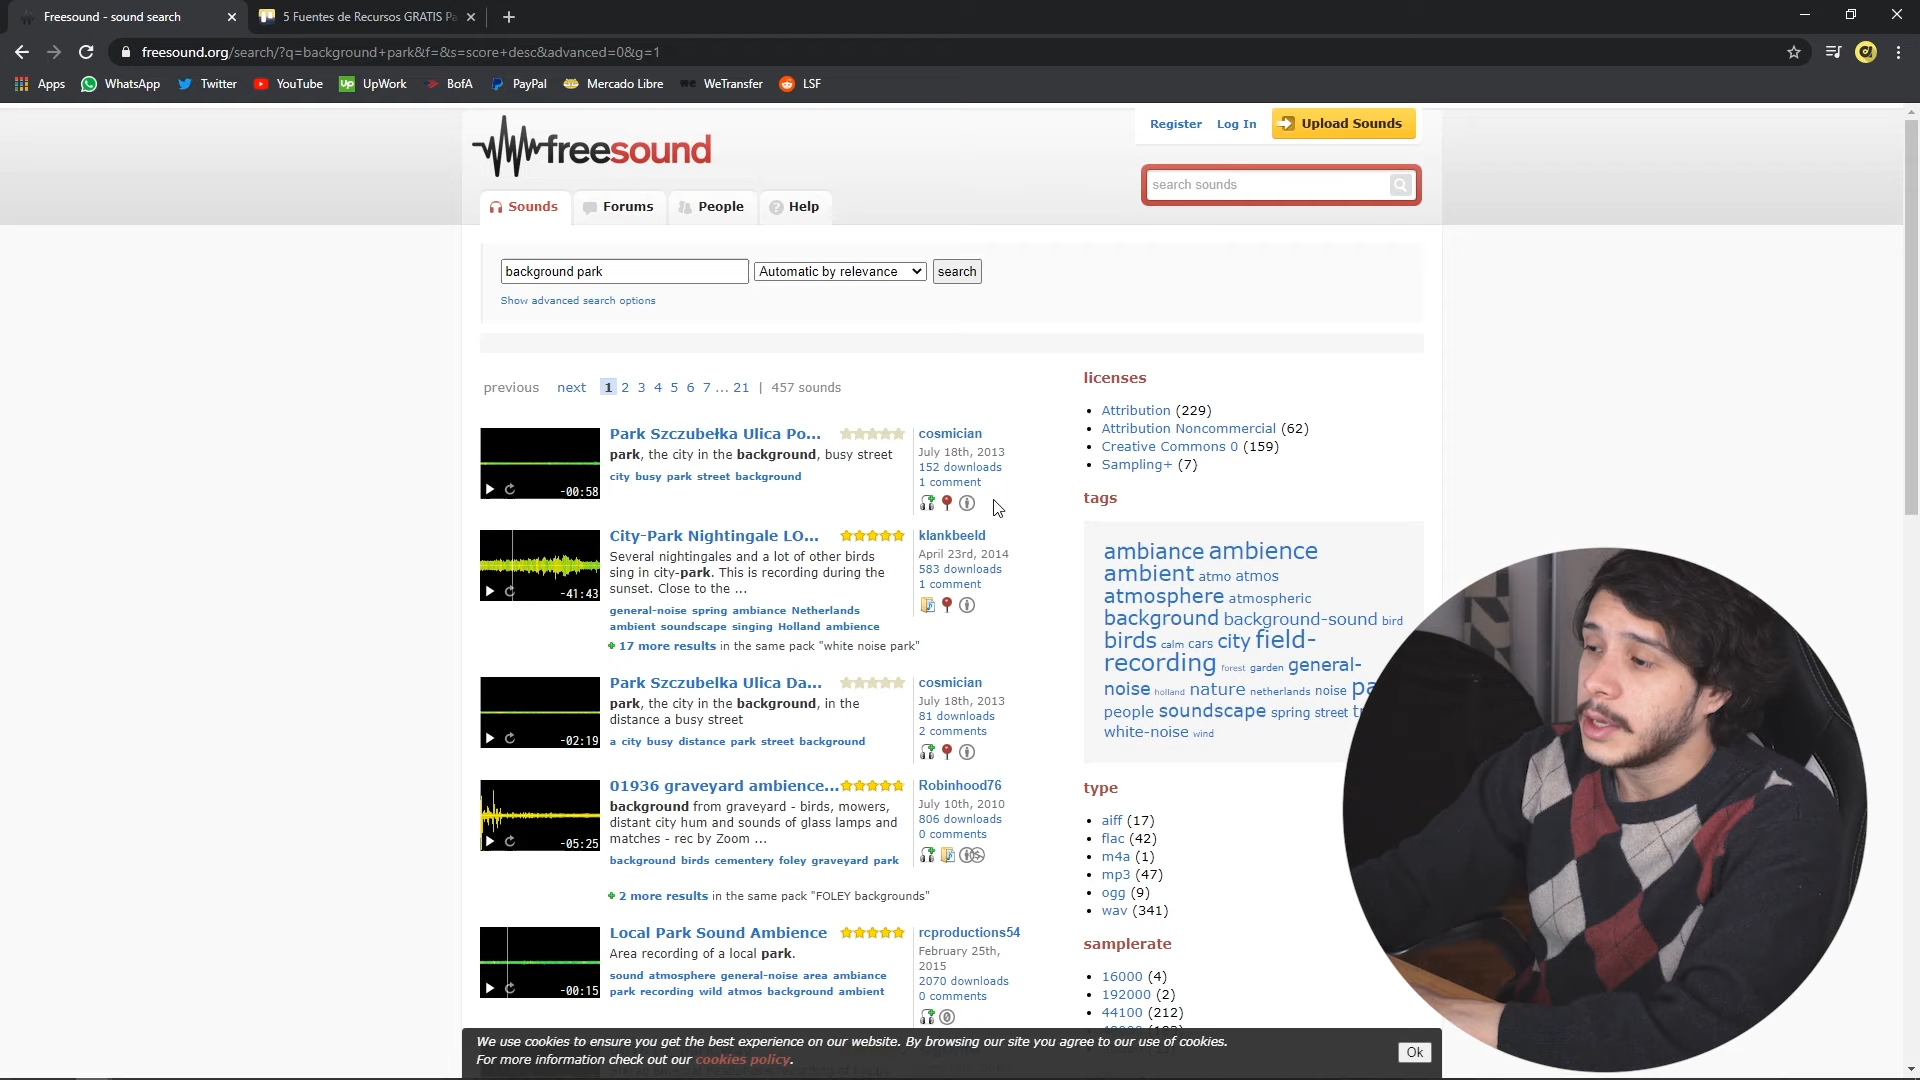 Freesound - sound search
5 Fuentes de Recursos GRATIS Pa
freesound.org/search/?q=background+park&f=&s=score+desc&advanced=0&g=1
Apps WhatsApp Twitter YouTube Up UpWork BofA PayPal Mercado Libre we WeTransfer LSF
Register Log In Upload Sounds
freesound
search sounds
Sounds Forums People Help
background park Automatic by relevance search
Show advanced search options
previous next 1 2 3 4 5 6 7 ... 21 | 457 sounds
Park Szczubełka Ulica Po... cosmician
park, the city in the background, busy street
city busy park street background
July 18th, 2013
152 downloads
1 comment
-00:58
City-Park Nightingale LO... klankbeeld
Several nightingales and a lot of other birds
sing in city-park. This is recording during the
sunset. Close to the ...
general-noise spring ambiance Netherlands
ambient soundscape singing Holland ambience
17 more results in the same pack "white noise park"
April 23rd, 2014
583 downloads
1 comment
-41:43
Park Szczubelka Ulica Da... cosmician
park, the city in the background, in the
distance a busy street
a city busy distance park street background
July 18th, 2013
81 downloads
2 comments
-02:19
01936 graveyard ambience... Robinhood76
background from graveyard - birds, mowers,
distant city hum and sounds of glass lamps and
matches - rec by Zoom ...
background birds cementery foley graveyard park
July 10th, 2010
806 downloads
0 comments
-05:25
2 more results in the same pack "FOLEY backgrounds"
Local Park Sound Ambience rcproductions54
Area recording of a local park.
sound atmosphere general-noise area ambiance
park recording wild atmos background ambient
February 25th,
2015
2070 downloads
0 comments
-00:15
licenses
Attribution (229)
Attribution Noncommercial (62)
Creative Commons 0 (159)
Sampling+ (7)
tags
ambiance ambience
ambient atmo atmos
atmosphere atmospheric
background background-sound bird
birds calm cars city field-
recording forest garden general-
noise holland nature netherlands noise pa
people soundscape spring street
white-noise wind
type
aiff (17)
flac (42)
m4a (1)
mp3 (47)
ogg (9)
wav (341)
samplerate
16000 (4)
192000 (2)
44100 (212)
We use cookies to ensure you get the best experience on our website. By browsing our site you agree to our use of cookies.
For more information check out our cookies policy.
Ok